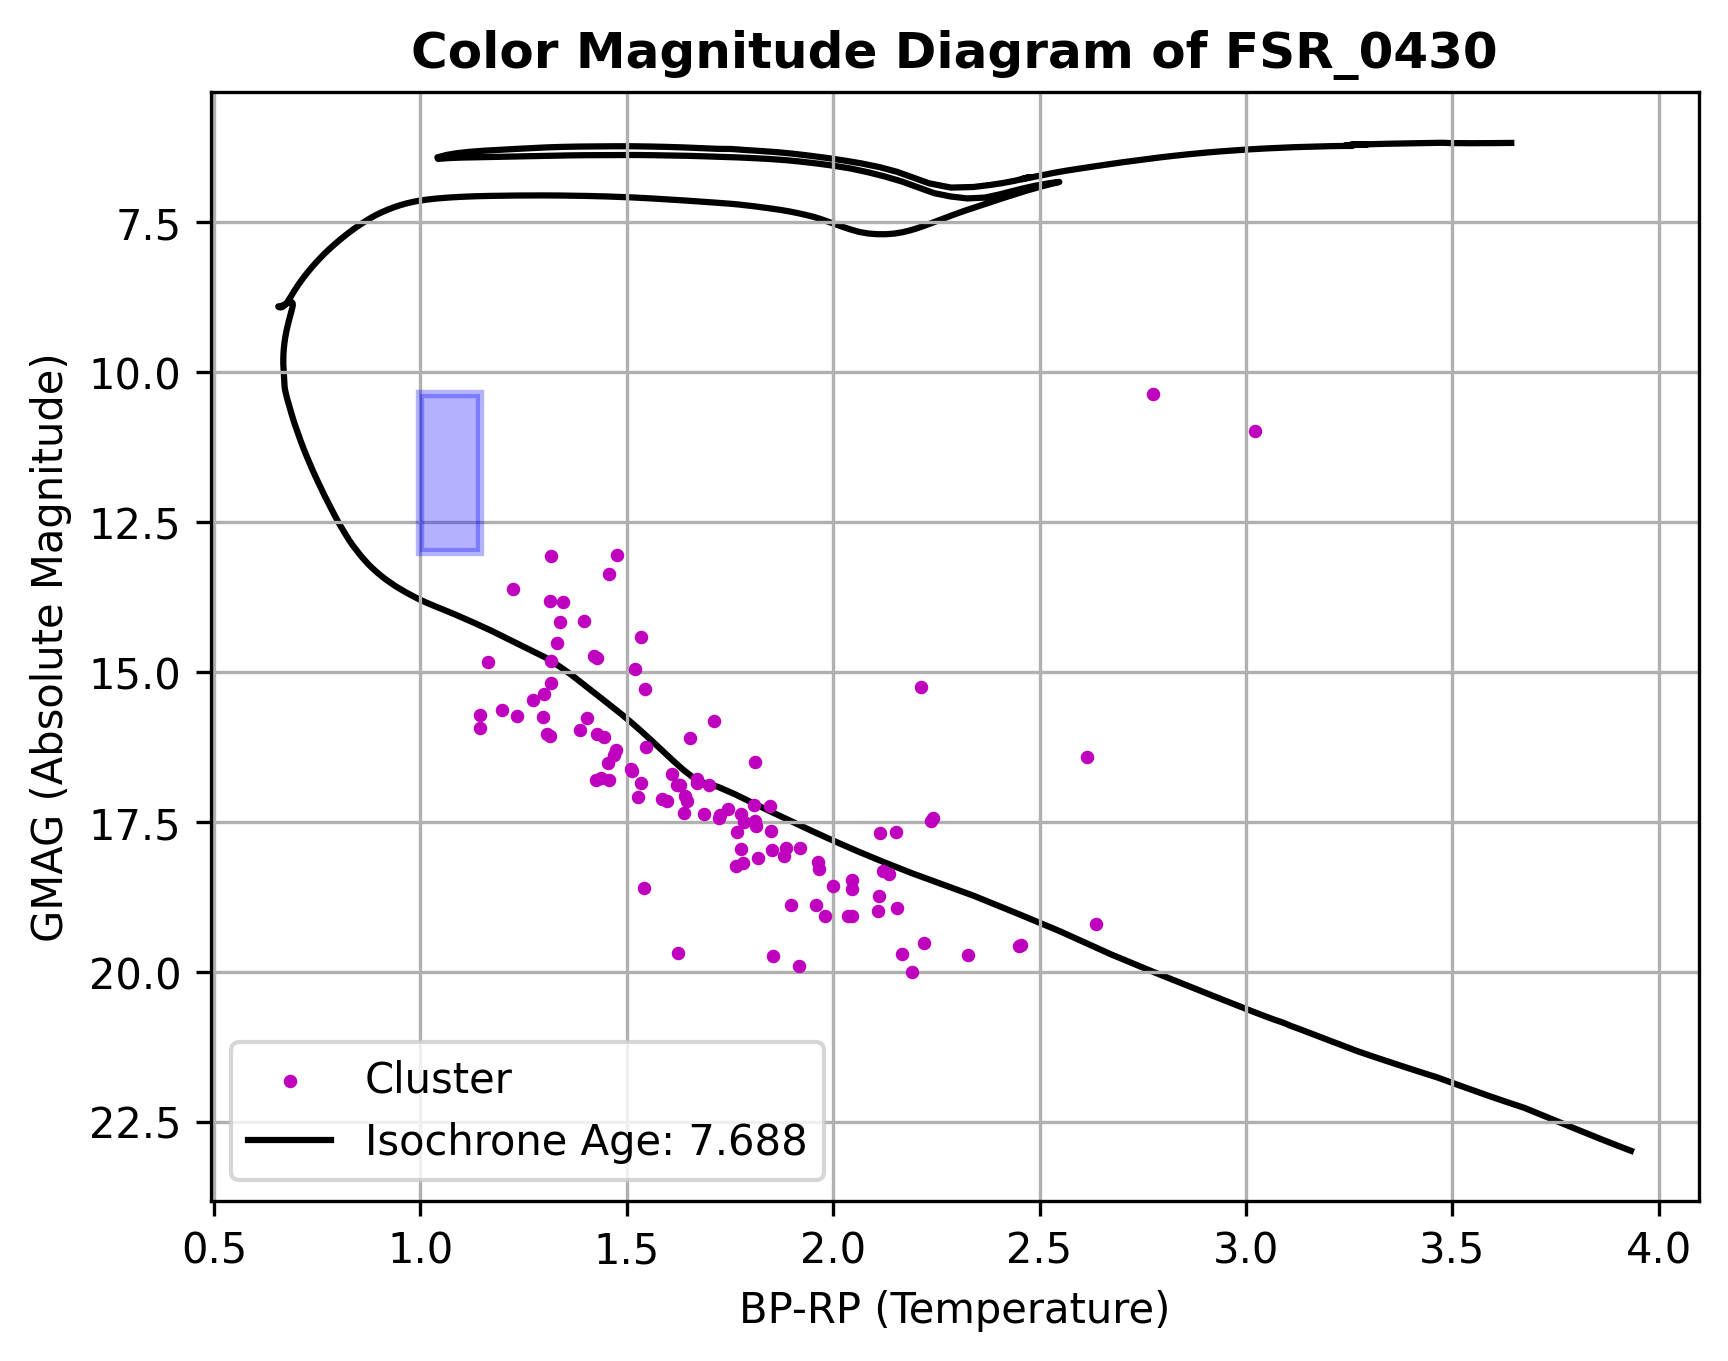 Color Magnitude Diagram of FSR_0430
GMAG (Absolute Magnitude)
7.5
10.0
12.5
15.0
17.5
20.0
22.5
Cluster
Isochrone Age: 7.688
0.5 1.0 1.5 2.0 2.5 3.0 3.5 4.0
BP-RP (Temperature)